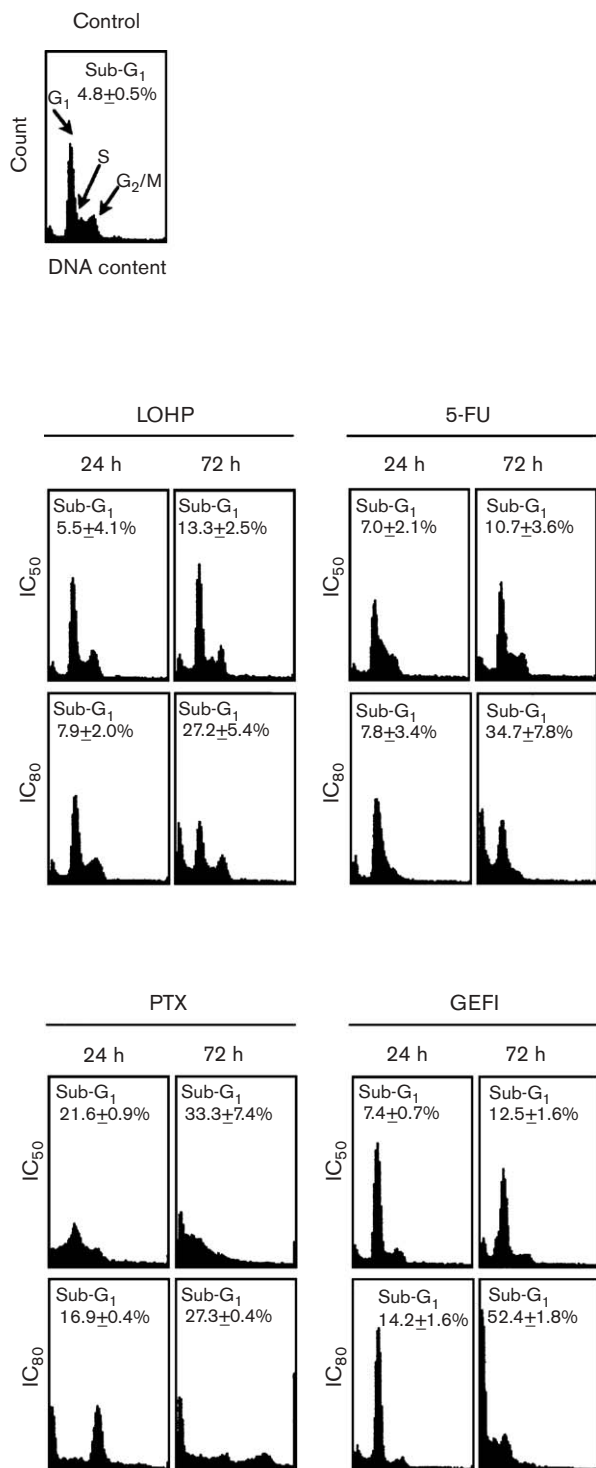 Control
Sub-G1
4.8±0.5%
G1
S
G2/M
Count
DNA content
LOHP 5-FU
24 h 72 h 24 h 72 h
IC50
Sub-G1 Sub-G1 Sub-G1 Sub-G1
5.5±4.1% 13.3±2.5% 7.0±2.1% 10.7±3.6%
IC50
IC80
Sub-G1 Sub-G1 Sub-G1 Sub-G1
7.9±2.0% 27.2±5.4% 7.8±3.4% 34.7±7.8%
IC80
PTX GEFI
24 h 72 h 24 h 72 h
IC50
Sub-G1 Sub-G1 Sub-G1 Sub-G1
21.6±0.9% 33.3±7.4% 7.4±0.7% 12.5±1.6%
IC50
IC80
Sub-G1 Sub-G1 Sub-G1 Sub-G1
16.9±0.4% 27.3±0.4% 14.2±1.6% 52.4±1.8%
IC80